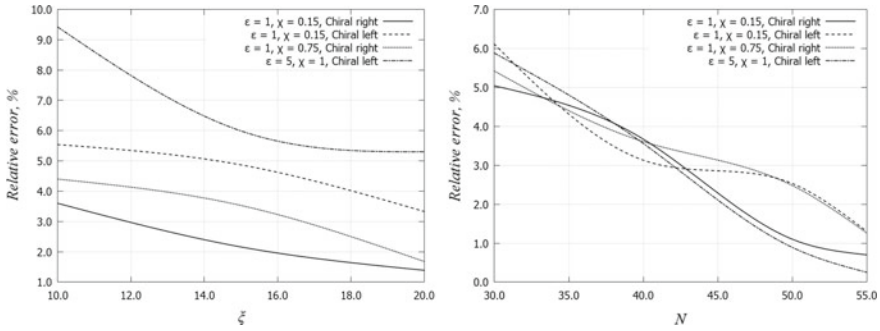 10.0
9.0
8.0
7.0
6.0
5.0
4.0
3.0
2.0
1.0
Relative error, %
10.0 12.0 14.0 16.0 18.0 20.0
ξ
ε = 1, χ = 0.15, Chiral right
ε = 1, χ = 0.15, Chiral left
ε = 1, χ = 0.75, Chiral right
ε = 5, χ = 1, Chiral left
7.0
6.0
5.0
4.0
3.0
2.0
1.0
0.0
Relative error, %
30.0 35.0 40.0 45.0 50.0 55.0
N
ε = 1, χ = 0.15, Chiral right
ε = 1, χ = 0.15, Chiral left
ε = 1, χ = 0.75, Chiral right
ε = 5, χ = 1, Chiral left